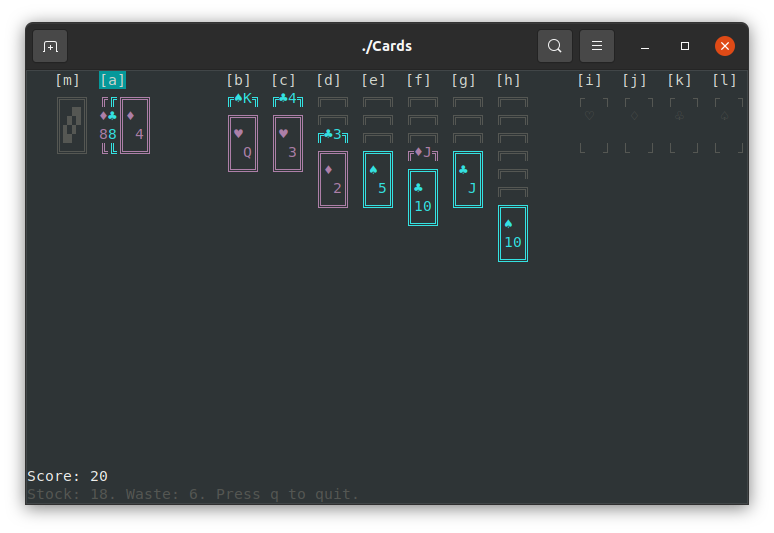 ./Cards
[m] [a] [b] [c] [d] [e] [f] [g] [h] [i] [j] [k] [l]
♠K ♣4
♦♣ ♦ ♡ ♢ ♧ ♤
88 4 ♥ ♥ ♣3
Q 3 ♦J
♦ ♠ ♣
2 5 ♣ J
10
♠
10
Score: 20
Stock: 18. Waste: 6. Press q to quit.